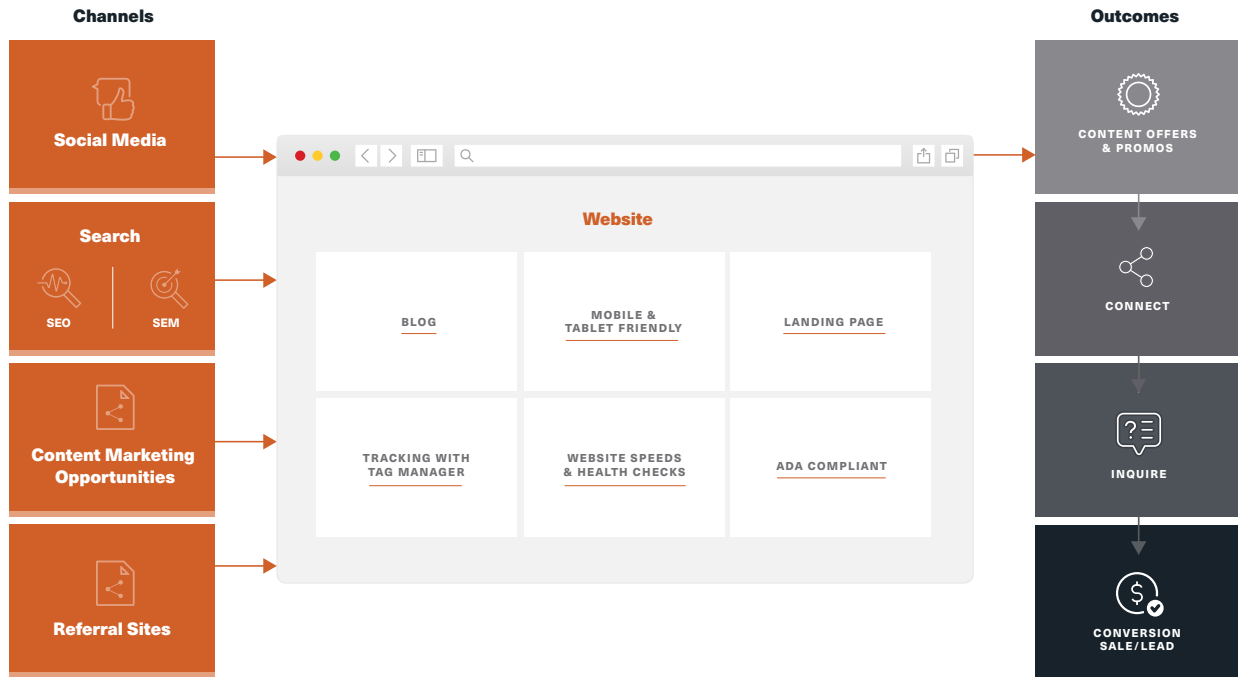 Channels
Social Media
Search
SEO
SEM
Content Marketing
Opportunities
Referral Sites
Website
BLOG
MOBILE &
TABLET FRIENDLY
LANDING PAGE
TRACKING WITH
TAG MANAGER
WEBSITE SPEEDS
& HEALTH CHECKS
ADA COMPLIANT
Outcomes
CONTENT OFFERS
& PROMOS
CONNECT
INQUIRE
CONVERSION
SALE/LEAD